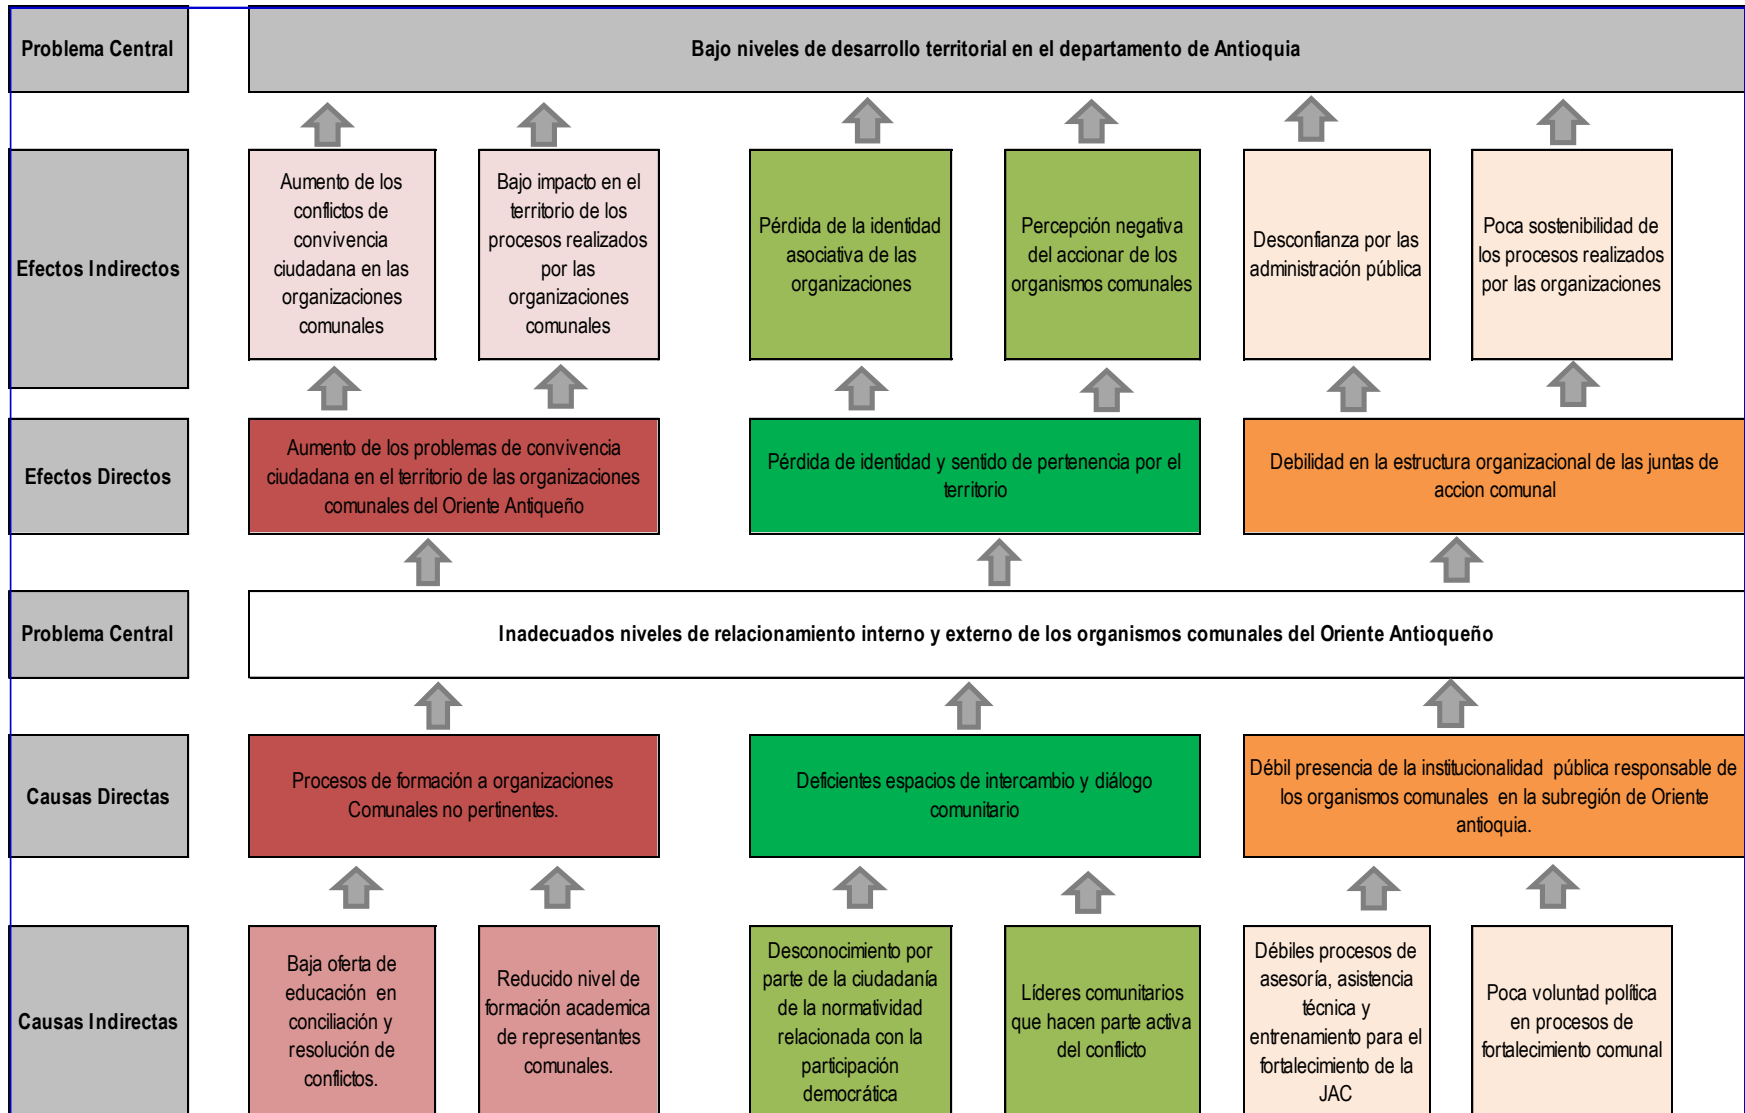 Problema Central
Bajo niveles de desarrollo territorial en el departamento de Antioquia
Efectos Indirectos
Aumento de los
conflictos de
convivencia
ciudadana en las
organizaciones
comunales
Bajo impacto en el
territorio de los
procesos realizados
por las
organizaciones
comunales
Pérdida de la identidad
asociativa de las
organizaciones
Percepción negativa
del accionar de los
organismos comunales
Desconfianza por las
administración pública
Poca sostenibilidad de
los procesos realizados
por las organizaciones
Efectos Directos
Aumento de los problemas de convivencia
ciudadana en el territorio de las organizaciones
comunales del Oriente Antiqueño
Pérdida de identidad y sentido de pertenencia por el
territorio
Debilidad en la estructura organizacional de las juntas de
accion comunal
Problema Central
Inadecuados niveles de relacionamiento interno y externo de los organismos comunales del Oriente Antioqueño
Causas Directas
Procesos de formación a organizaciones
Comunales no pertinentes.
Deficientes espacios de intercambio y diálogo
comunitario
Débil presencia de la institucionalidad pública responsable de
los organismos comunales en la subregión de Oriente
antioquia.
Causas Indirectas
Baja oferta de
educación en
conciliación y
resolución de
conflictos.
Reducido nivel de
formación academica
de representantes
comunales.
Desconocimiento por
parte de la ciudadanía
de la normatividad
relacionada con la
participación
democrática
Líderes comunitarios
que hacen parte activa
del conflicto
Débiles procesos de
asesoría, asistencia
técnica y
entrenamiento para el
fortalecimiento de la
JAC
Poca voluntad política
en procesos de
fortalecimiento comunal